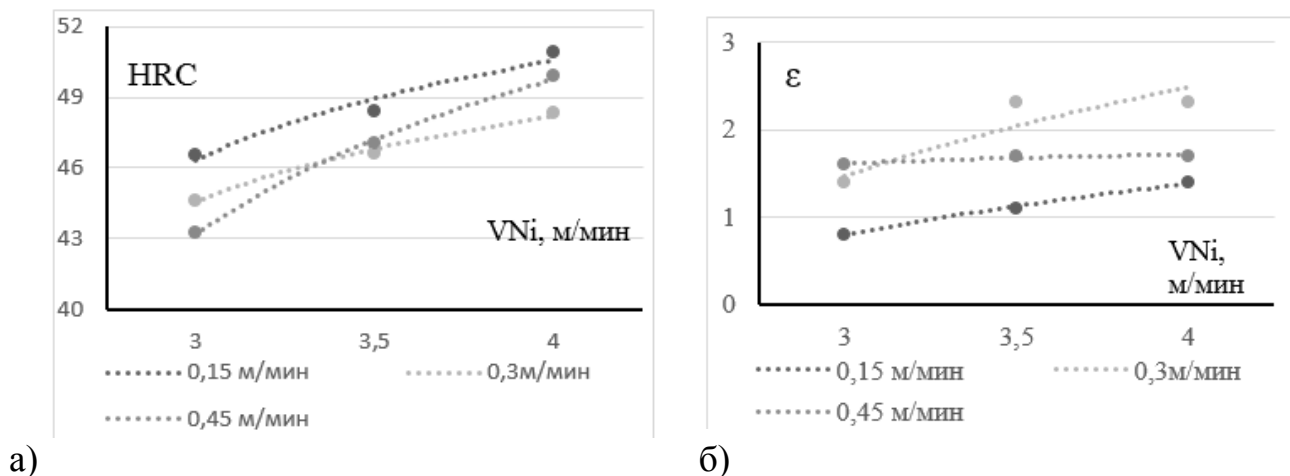 52
49
46
43
40
HRC
VNi, м/мин
3 3,5 4
0,15 м/мин 0,3м/мин
0,45 м/мин
а)
3
2
1
0
ε
VNi,
м/мин
3 3,5 4
0,15 м/мин 0,3м/мин
0,45 м/мин
б)